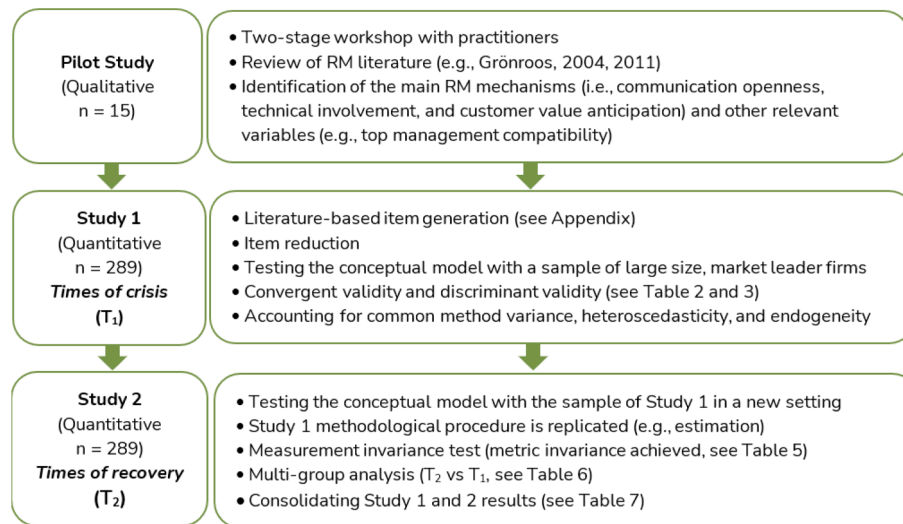 Pilot Study
(Qualitative
n = 15)
• Two-stage workshop with practitioners
• Review of RM literature (e.g., Grönroos, 2004, 2011)
• Identification of the main RM mechanisms (i.e., communication openness,
technical involvement, and customer value anticipation) and other relevant
variables (e.g., top management compatibility)
Study 1
(Quantitative
n = 289)
Times of crisis
(T₁)
• Literature-based item generation (see Appendix)
• Item reduction
• Testing the conceptual model with a sample of large size, market leader firms
• Convergent validity and discriminant validity (see Table 2 and 3)
• Accounting for common method variance, heteroscedasticity, and endogeneity
Study 2
(Quantitative
n = 289)
Times of recovery
(T₂)
• Testing the conceptual model with the sample of Study 1 in a new setting
• Study 1 methodological procedure is replicated (e.g., estimation)
• Measurement invariance test (metric invariance achieved, see Table 5)
• Multi-group analysis (T₂ vs T₁, see Table 6)
• Consolidating Study 1 and 2 results (see Table 7)